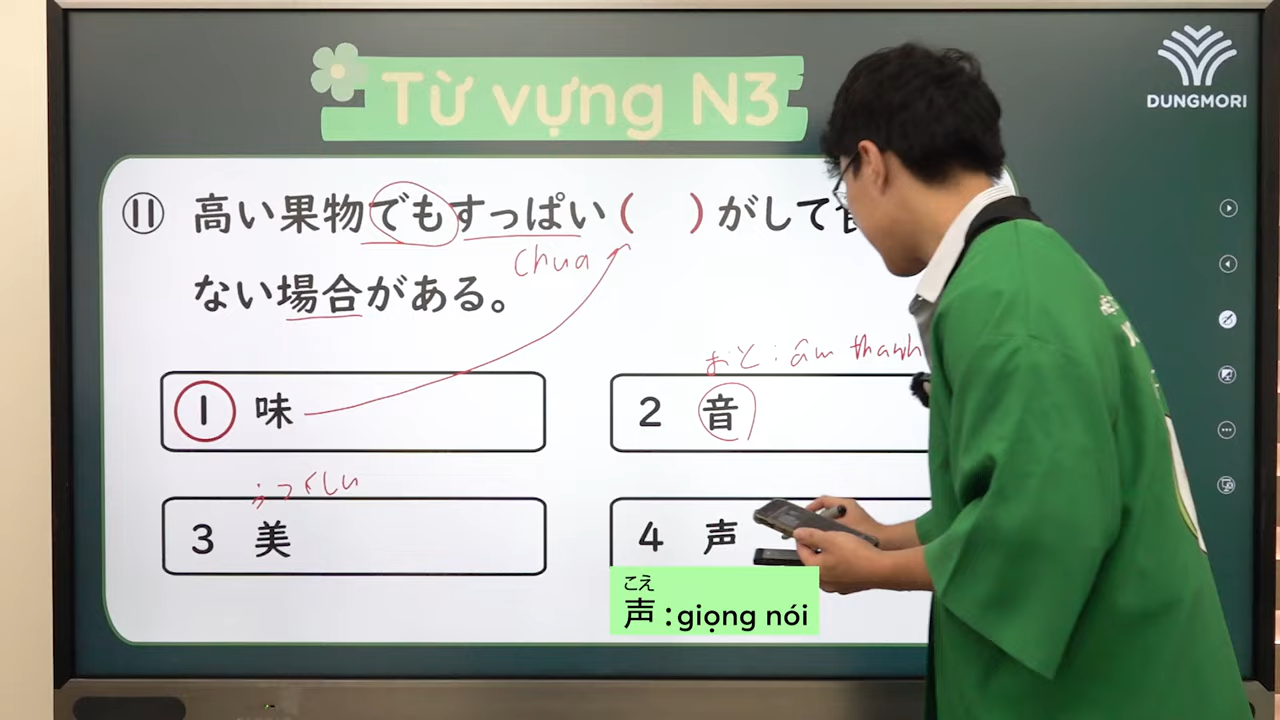 DUNGMORI
Từ vựng N3
⑪ 高い果物でもすっぱい( )がして
chua
ない場合がある。
おと:âm thanh
1 味
2 音
うつくしい
3 美
4 声
こえ
声:giọng nói